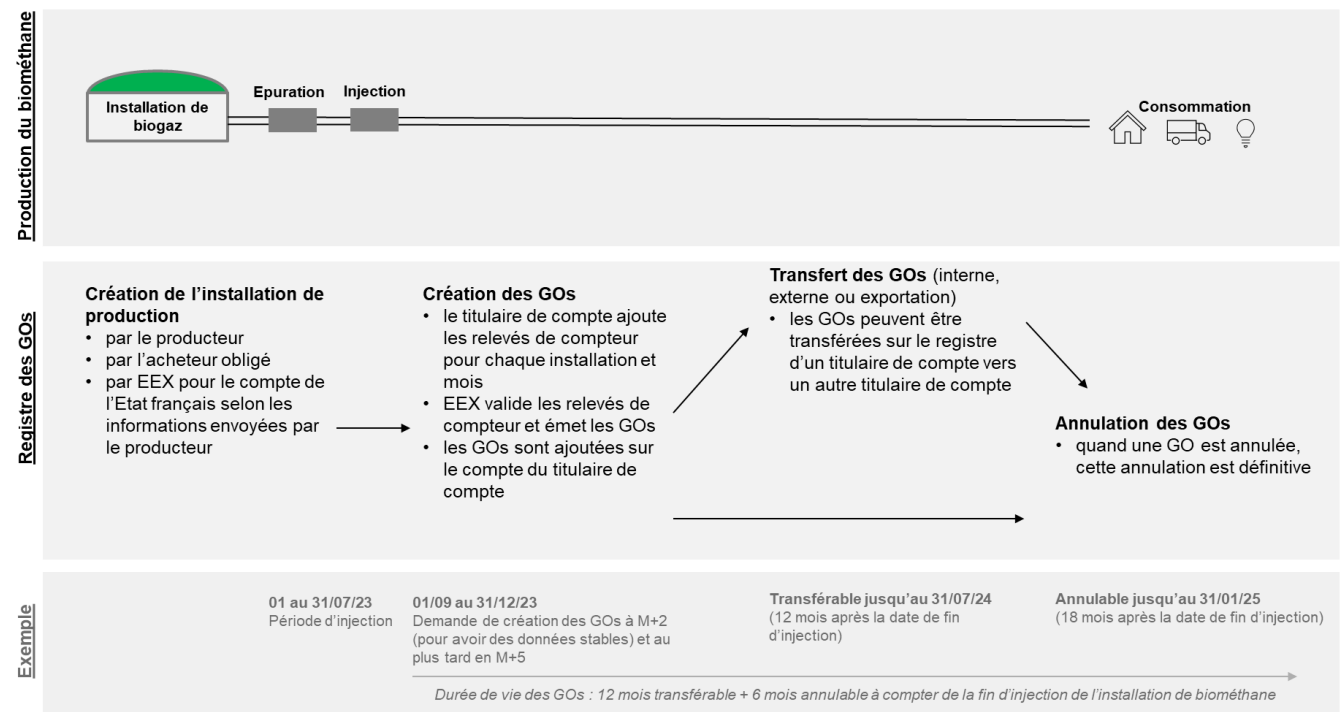 Production du biométhane
Installation de
biogaz
Epuration
Injection
Consommation
Registre des GOs
Création de l’installation de
production
• par le producteur
• par l’acheteur obligé
• par EEX pour le compte de
l’Etat français selon les
informations envoyées par
le producteur
Création des GOs
• le titulaire de compte ajoute
les relevés de compteur
pour chaque installation et
mois
• EEX valide les relevés de
compteur et émet les GOs
• les GOs sont ajoutées sur
le compte du titulaire de
compte
Transfert des GOs (interne,
externe ou exportation)
• les GOs peuvent être
transférées sur le registre
d’un titulaire de compte vers
un autre titulaire de compte
Annulation des GOs
• quand une GO est annulée,
cette annulation est définitive
Exemple
01 au 31/07/23
Période d’injection
01/09 au 31/12/23
Demande de création des GOs à M+2
(pour avoir des données stables) et au
plus tard en M+5
Transférable jusqu’au 31/07/24
(12 mois après la date de fin
d’injection)
Annulable jusqu’au 31/01/25
(18 mois après la date de fin d’injection)
Durée de vie des GOs : 12 mois transférable + 6 mois annulable à compter de la fin d’injection de l’installation de biométhane